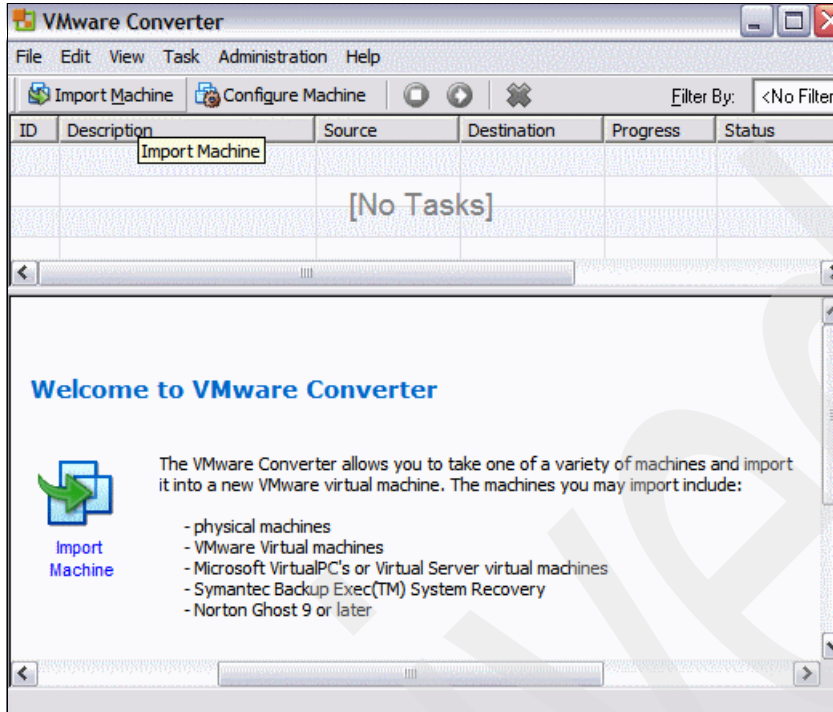 VMware Converter
File Edit View Task Administration Help
Import Machine Configure Machine Filter By: <No Filter
ID Description Source Destination Progress Status
Import Machine
[No Tasks]
Welcome to VMware Converter
The VMware Converter allows you to take one of a variety of machines and import
it into a new VMware virtual machine. The machines you may import include:
- physical machines
- VMware Virtual machines
- Microsoft VirtualPC's or Virtual Server virtual machines
- Symantec Backup Exec(TM) System Recovery
- Norton Ghost 9 or later
Import
Machine